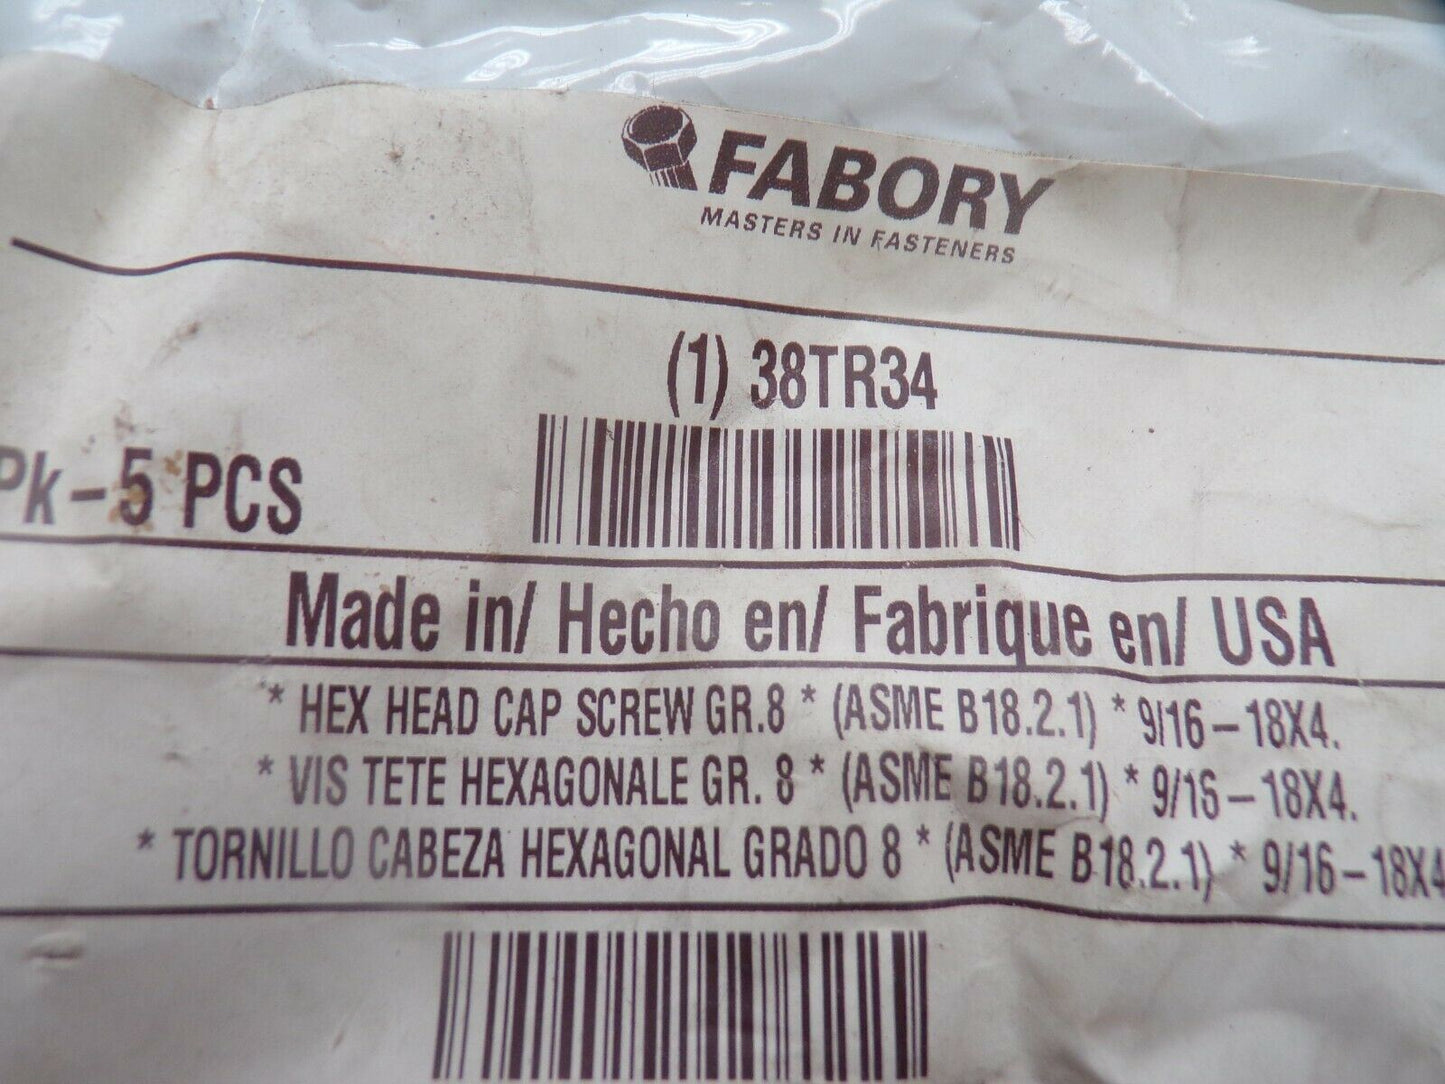 FABORY
MASTERS IN FASTENERS
(1) 38TR34
Pk-5 PCS
Made in/ Hecho en/ Fabrique en/ USA
* HEX HEAD CAP SCREW GR.8 * (ASME B18.2.1) * 9/16-18X4.
* VIS TETE HEXAGONALE GR. 8 * (ASME B18.2.1) * 9/16-18X4.
* TORNILLO CABEZA HEXAGONAL GRADO 8 * (ASME B18.2.1) * 9/16-18X4